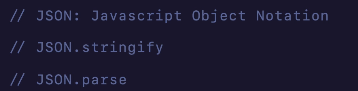 // JSON: Javascript Object Notation
// JSON.stringify
// JSON.parse